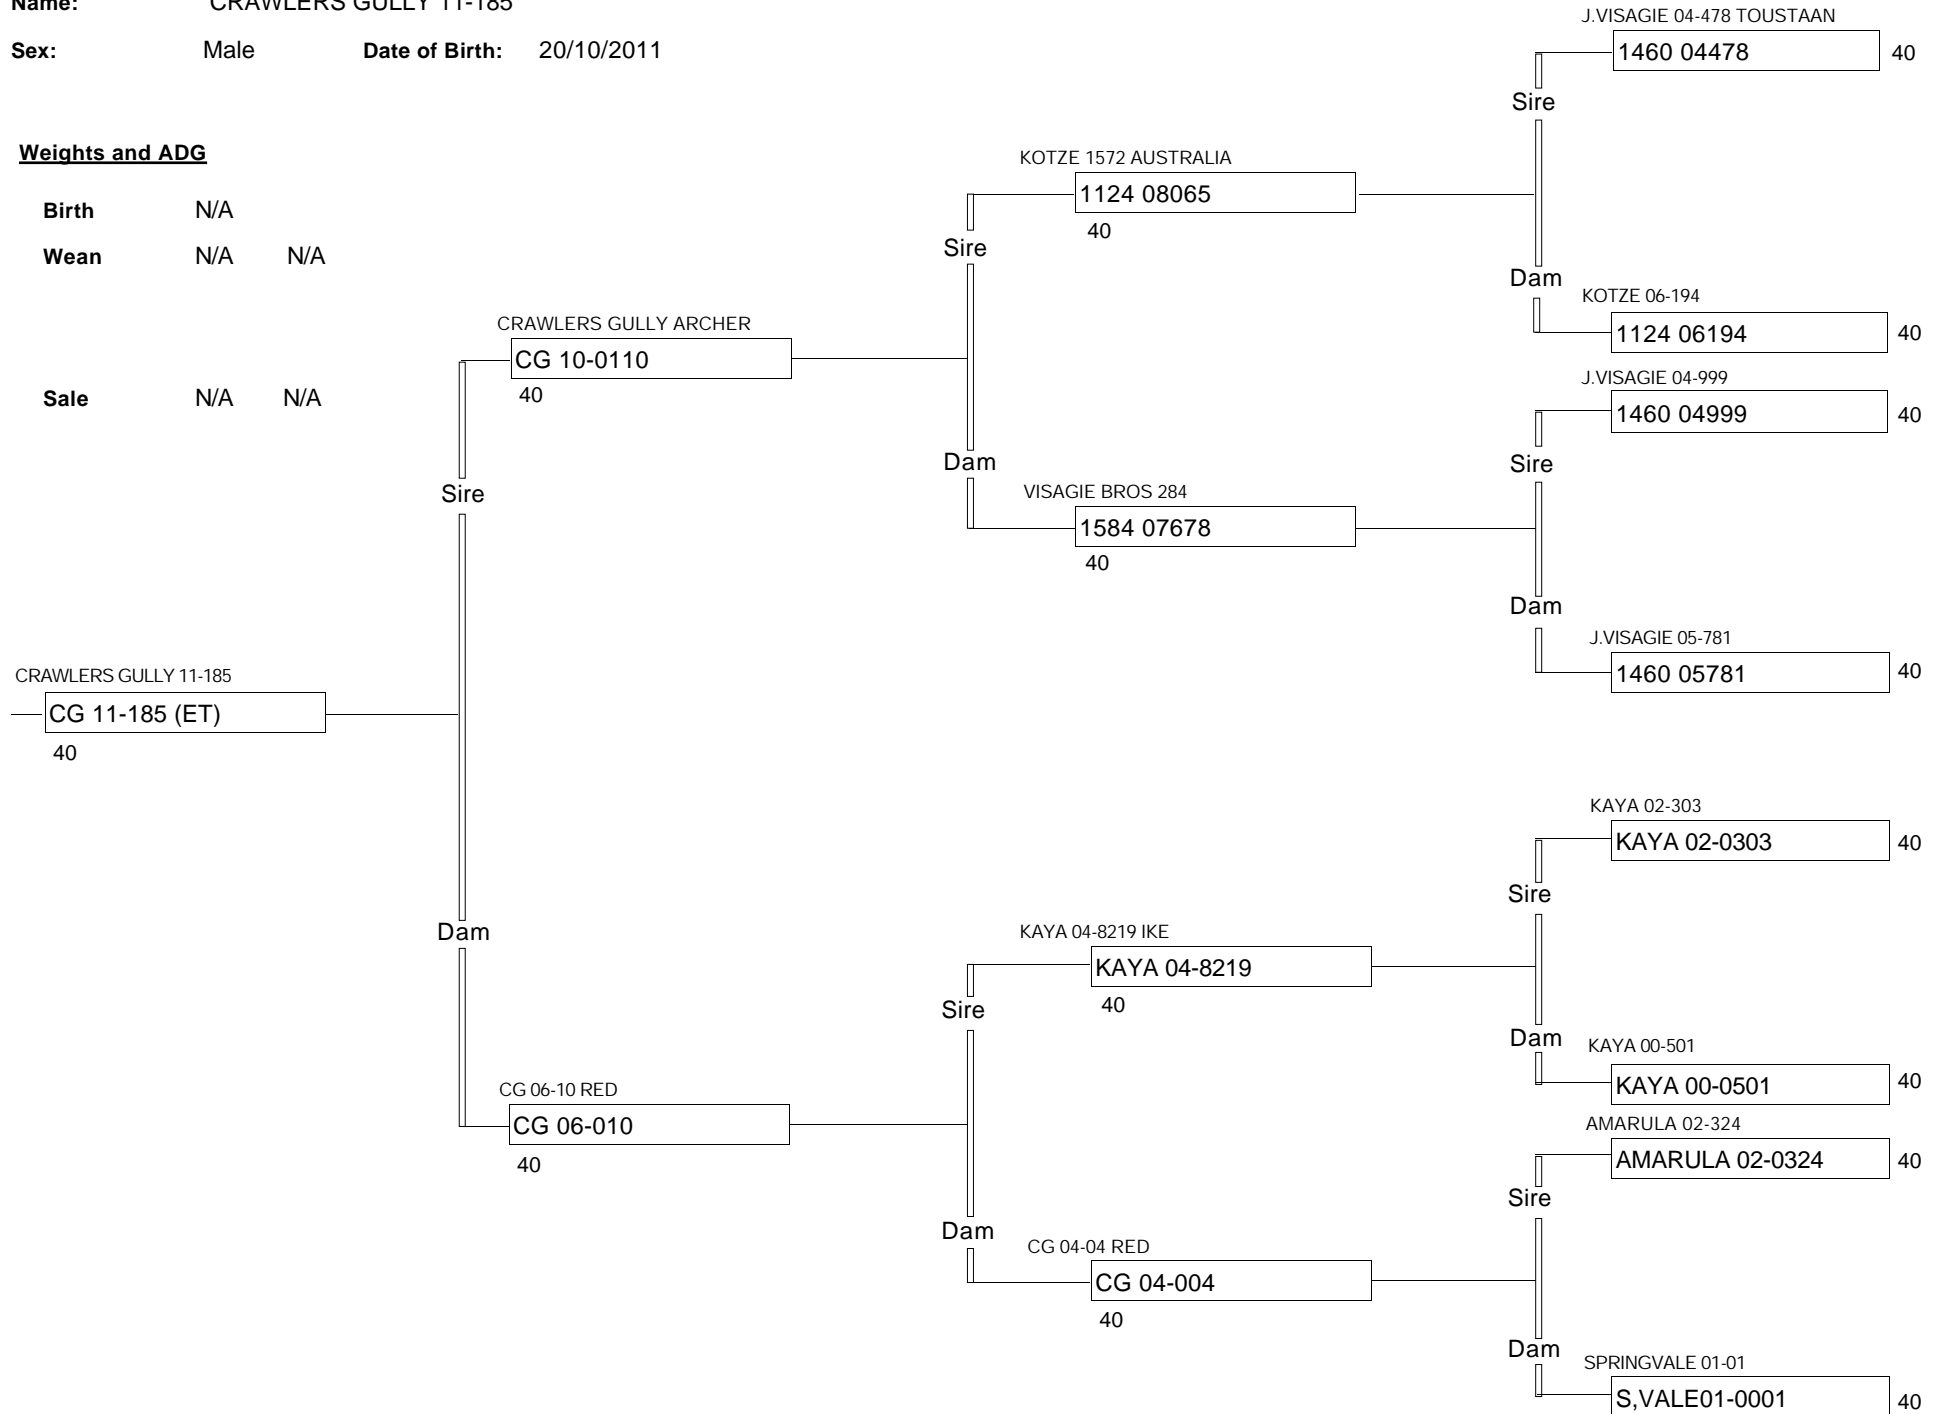 Name: CRAWLERS GULLY 11-185
Sex: Male Date of Birth: 20/10/2011
Weights and ADG
Birth N/A
Wean N/A N/A
Sale N/A N/A
CRAWLERS GULLY 11-185
CG 11-185 (ET)
40
Sire
CRAWLERS GULLY ARCHER
CG 10-0110
40
Dam
CG 06-10 RED
CG 06-010
40
Sire
KOTZE 1572 AUSTRALIA
1124 08065
40
Dam
VISAGIE BROS 284
1584 07678
40
Sire
KAYA 04-8219 IKE
KAYA 04-8219
40
Dam
CG 04-04 RED
CG 04-004
40
Sire
J.VISAGIE 04-478 TOUSTAAN
1460 04478 40
Dam
KOTZE 06-194
1124 06194 40
Sire
J.VISAGIE 04-999
1460 04999 40
Dam
J.VISAGIE 05-781
1460 05781 40
Sire
KAYA 02-303
KAYA 02-0303 40
Dam
KAYA 00-501
KAYA 00-0501 40
Sire
AMARULA 02-324
AMARULA 02-0324 40
Dam
SPRINGVALE 01-01
S,VALE01-0001 40